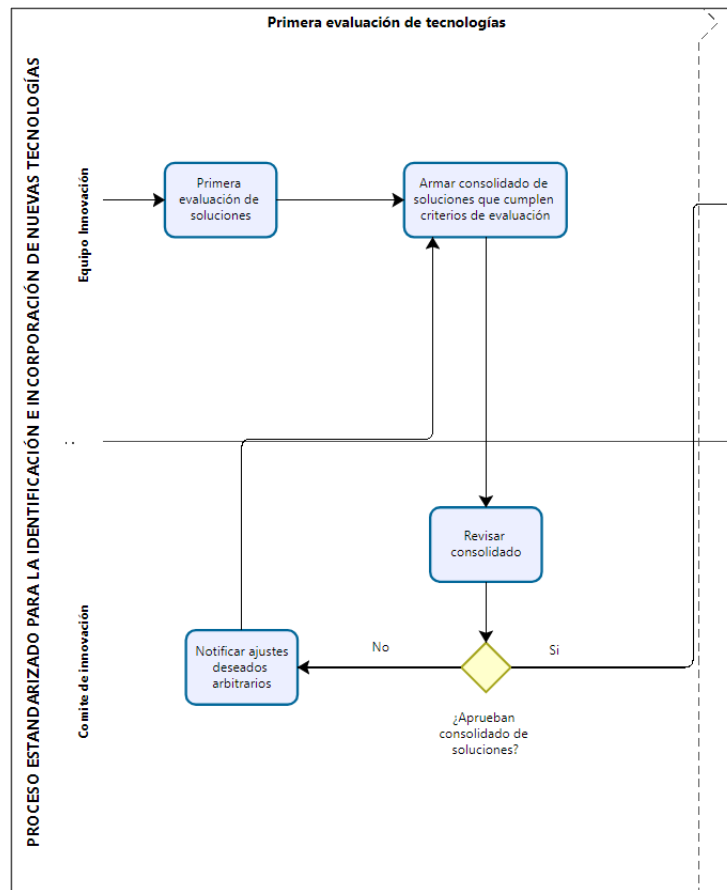 Primera evaluación de tecnologías
PROCESO ESTANDARIZADO PARA LA IDENTIFICACIÓN E INCORPORACIÓN DE NUEVAS TECNOLOGÍAS
Equipo Innovación
Primera
evaluación de
soluciones
Armar consolidado de
soluciones que cumplen
criterios de evaluación
Comite de innovación
Revisar
consolidado
Notificar ajustes
deseados
arbitrarios
No
Si
¿Aprueban
consolidado de
soluciones?